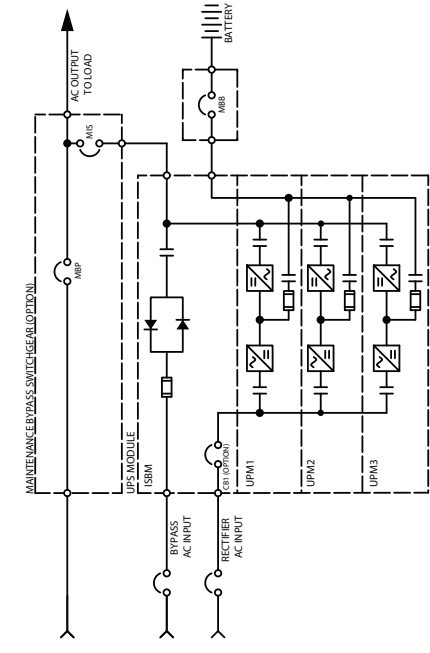 AC OUTPUT
TO LOAD
BATTERY
MBB
MIS
MBP
MAINTENANCE BYPASS SWITCHGEAR (OPTION)
UPS MODULE
ISBM
CB1 (OPTION)
UPM1
UPM2
UPM3
BYPASS
AC INPUT
RECTIFIER
AC INPUT